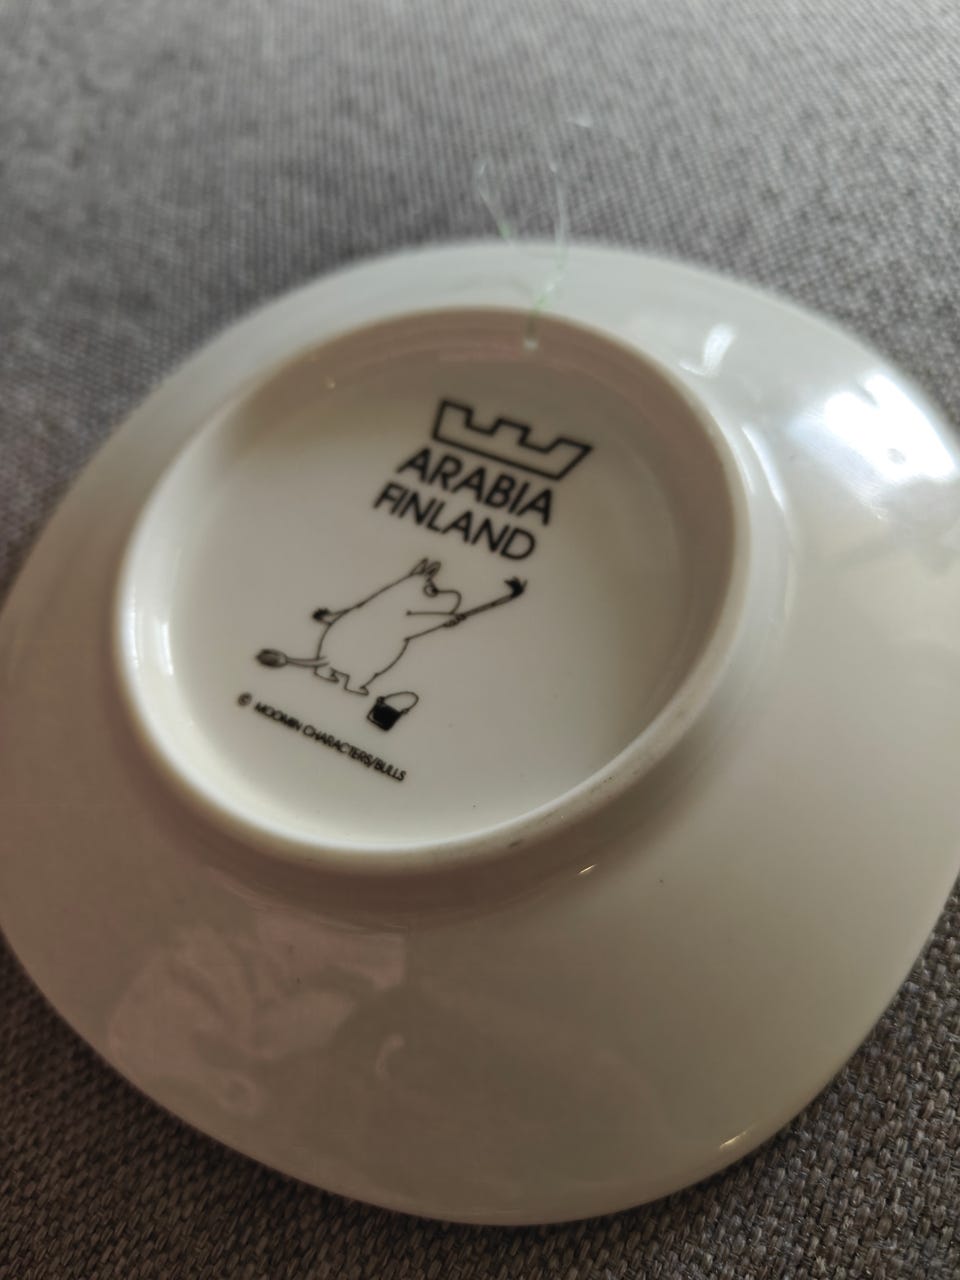 ARABIA
FINLAND
© MOOMIN CHARACTERS/BULLS